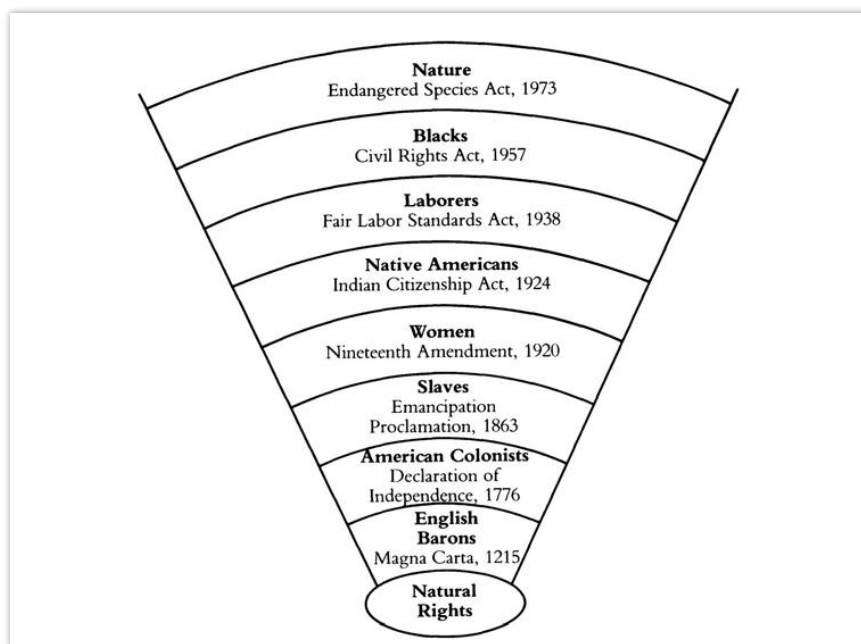 Nature
Endangered Species Act, 1973
Blacks
Civil Rights Act, 1957
Laborers
Fair Labor Standards Act, 1938
Native Americans
Indian Citizenship Act, 1924
Women
Nineteenth Amendment, 1920
Slaves
Emancipation
Proclamation, 1863
American Colonists
Declaration of
Independence, 1776
English
Barons
Magna Carta, 1215
Natural
Rights